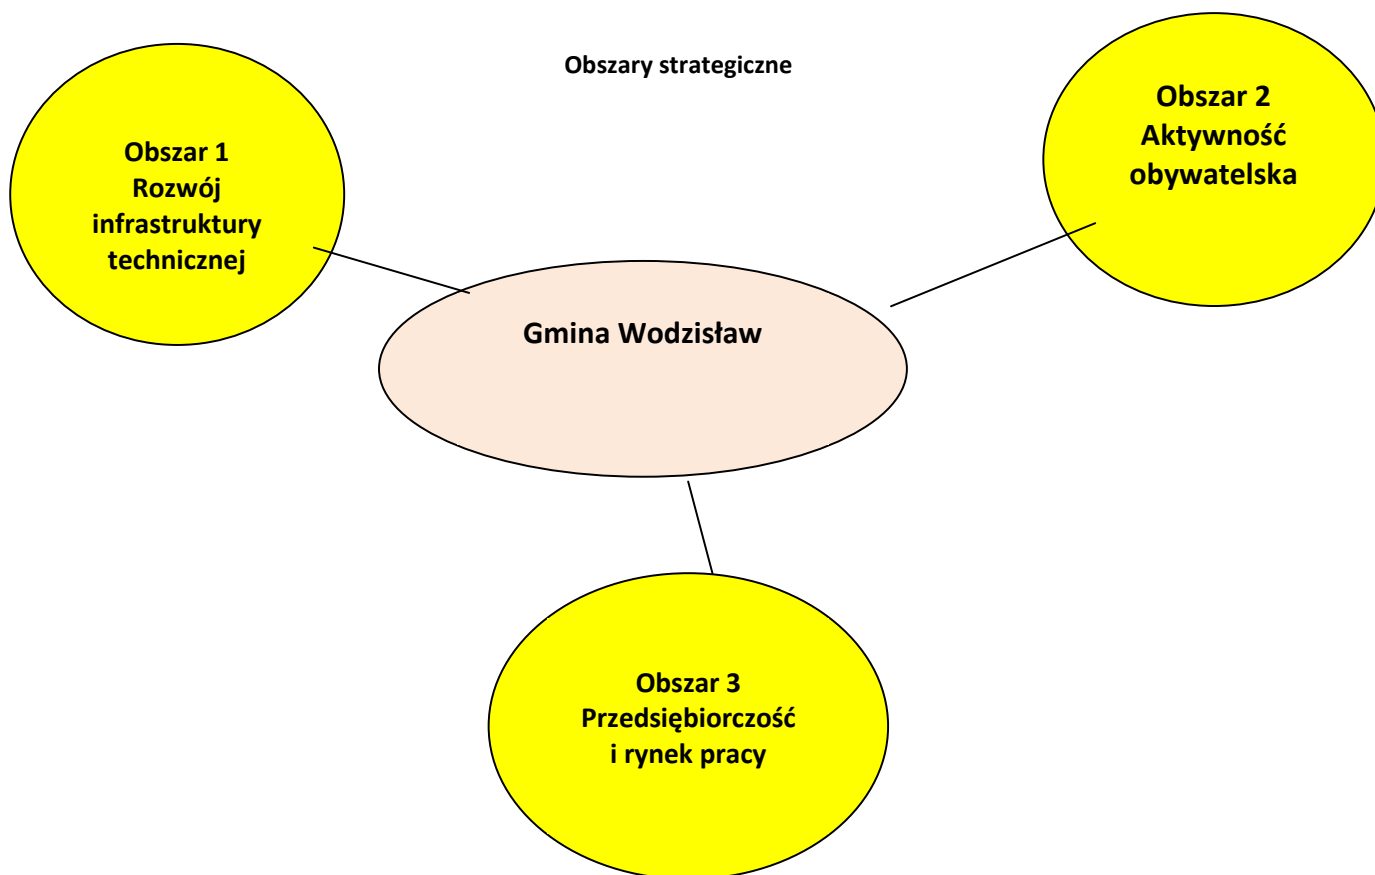 Obszary strategiczne
Obszar 1
Rozwój
infrastruktury
technicznej
Obszar 2
Aktywność
obywatelska
Gmina Wodzisław
Obszar 3
Przedsiębiorczość
i rynek pracy